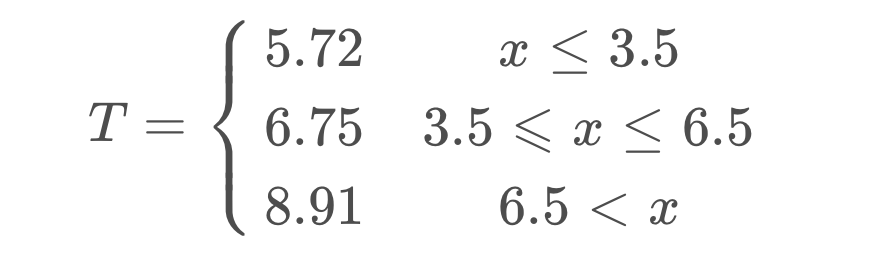 T = { 5.72 x ≤ 3.5
6.75 3.5 ⩽ x ≤ 6.5
8.91 6.5 < x